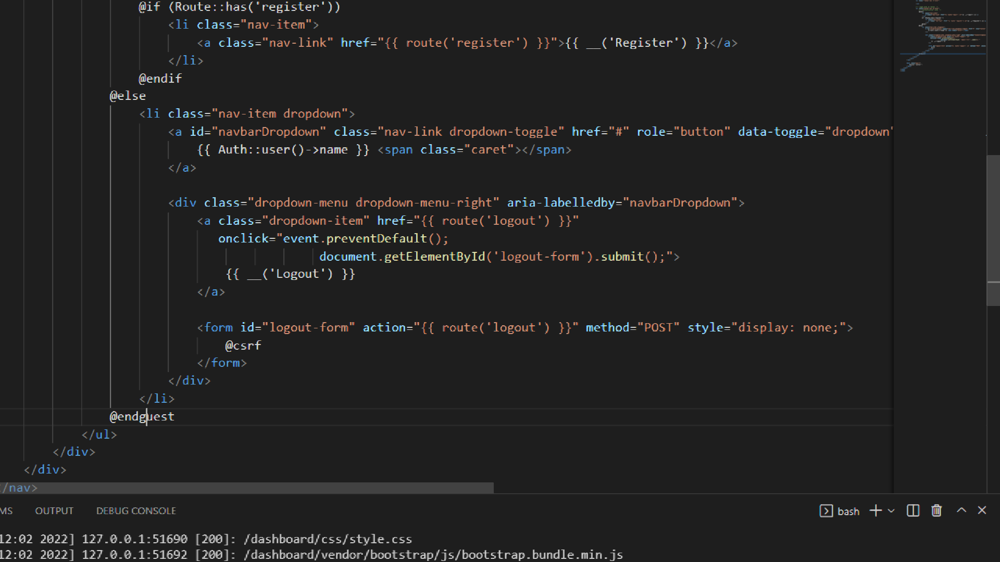 @if (Route::has('register'))
<li class="nav-item">
<a class="nav-link" href="{{ route('register') }}">{{ __('Register') }}</a>
</li>
@endif
@else
<li class="nav-item dropdown">
<a id="navbarDropdown" class="nav-link dropdown-toggle" href="#" role="button" data-toggle="dropdown"
{{ Auth::user()->name }} <span class="caret"></span>
</a>
<div class="dropdown-menu dropdown-menu-right" aria-labelledby="navbarDropdown">
<a class="dropdown-item" href="{{ route('logout') }}"
onclick="event.preventDefault();
document.getElementById('logout-form').submit();">
{{ __('Logout') }}
</a>
<form id="logout-form" action="{{ route('logout') }}" method="POST" style="display: none;">
@csrf
</form>
</div>
</li>
@endguest
</ul>
</div>
</div>
</nav>
MS OUTPUT DEBUG CONSOLE bash
12:02 2022] 127.0.0.1:51690 [200]: /dashboard/css/style.css
12:02 2022] 127.0.0.1:51692 [200]: /dashboard/vendor/bootstrap/js/bootstrap.bundle.min.js